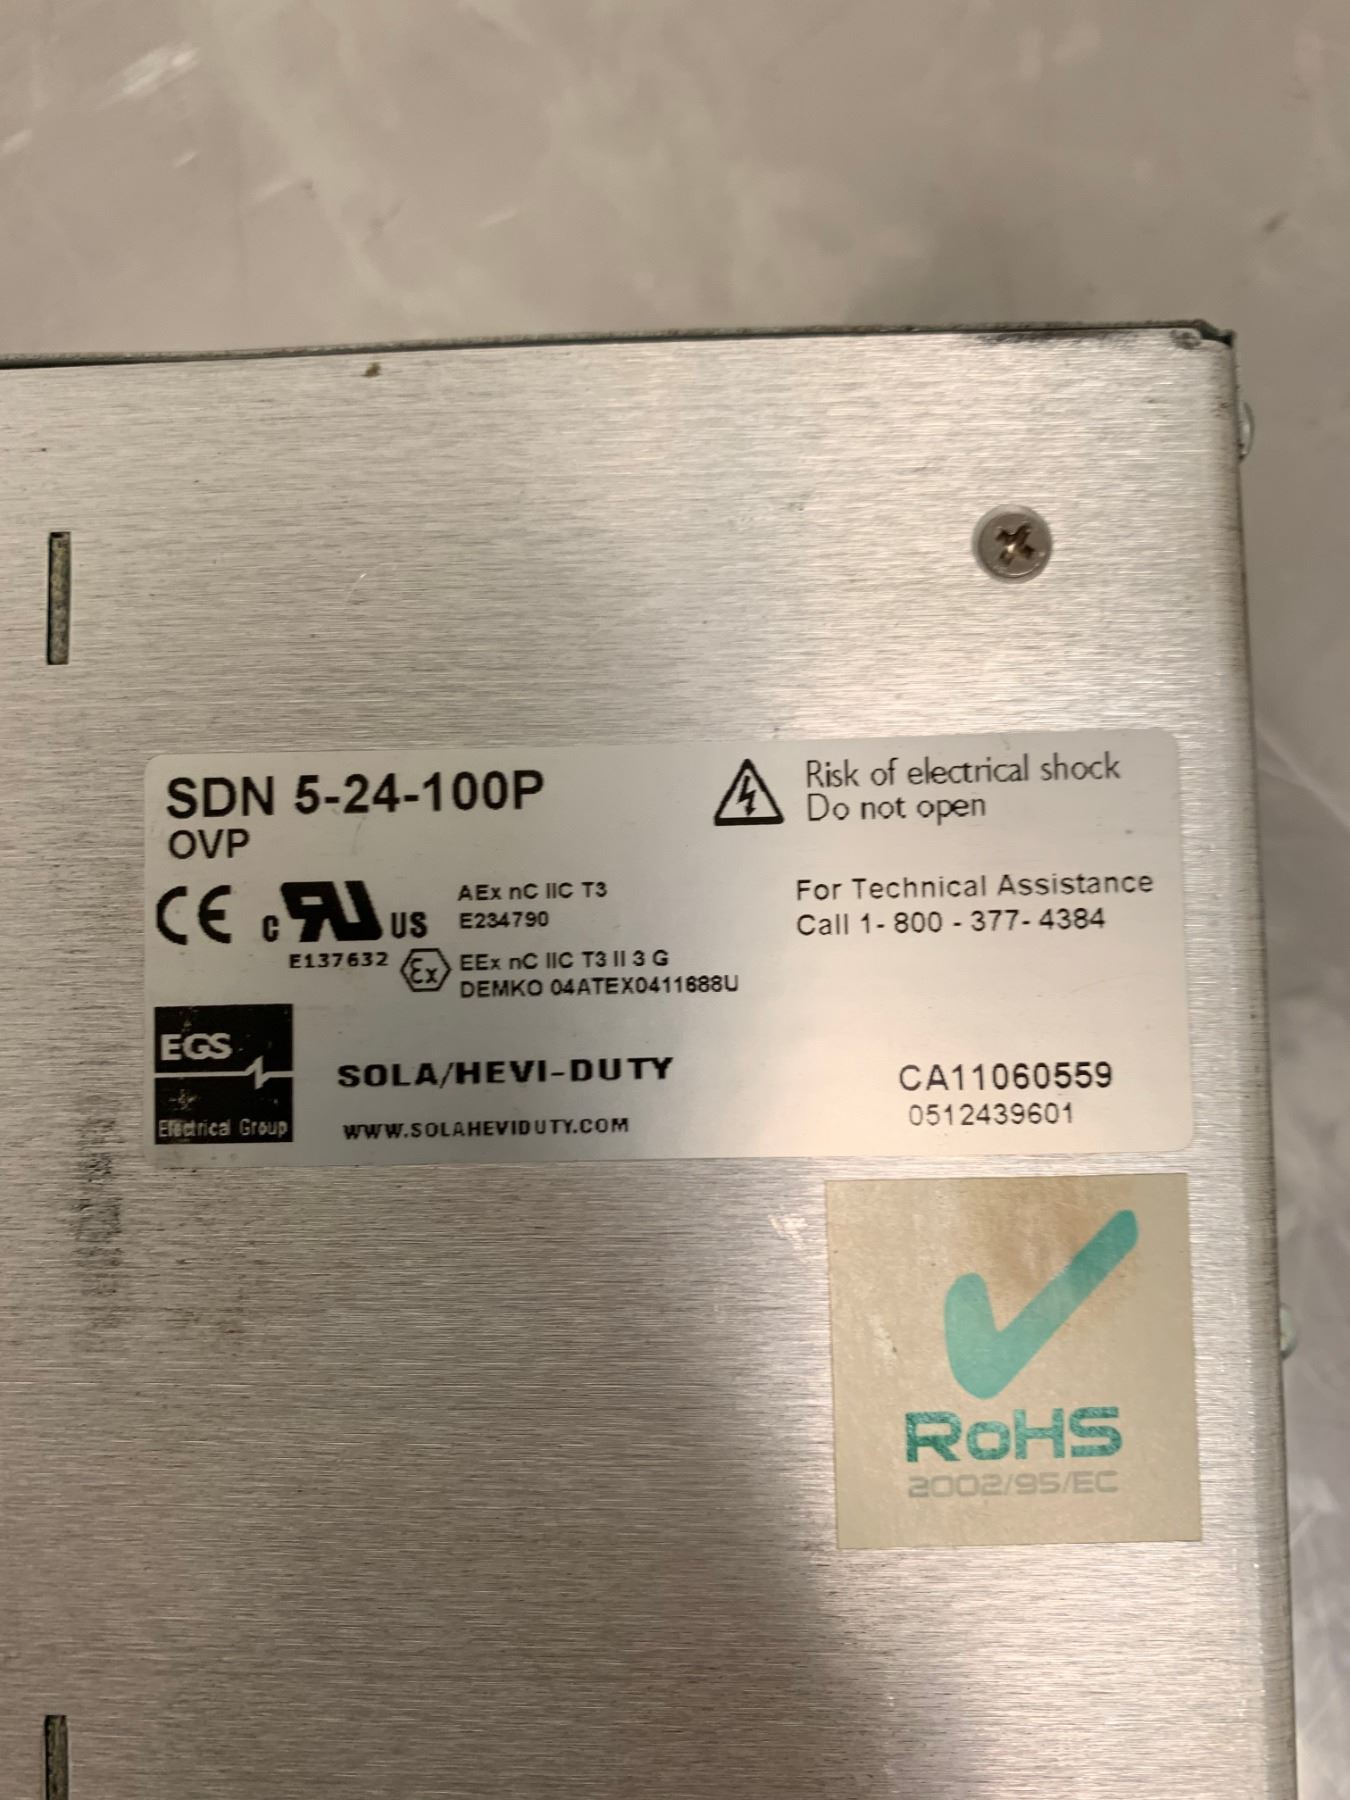 SDN 5-24-100P
OVP
Risk of electrical shock
Do not open
CE
c RU US
E137632
AEx nC IIC T3
E234790
Ex
EEx nC IIC T3 II 3 G
DEMKO 04ATEX0411688U
For Technical Assistance
Call 1-800-377-4384
EGS
Electrical Group
SOLA/HEVI-DUTY
WWW.SOLAHEVIDUTY.COM
CA11060559
0512439601
RoHS
2002/95/EC